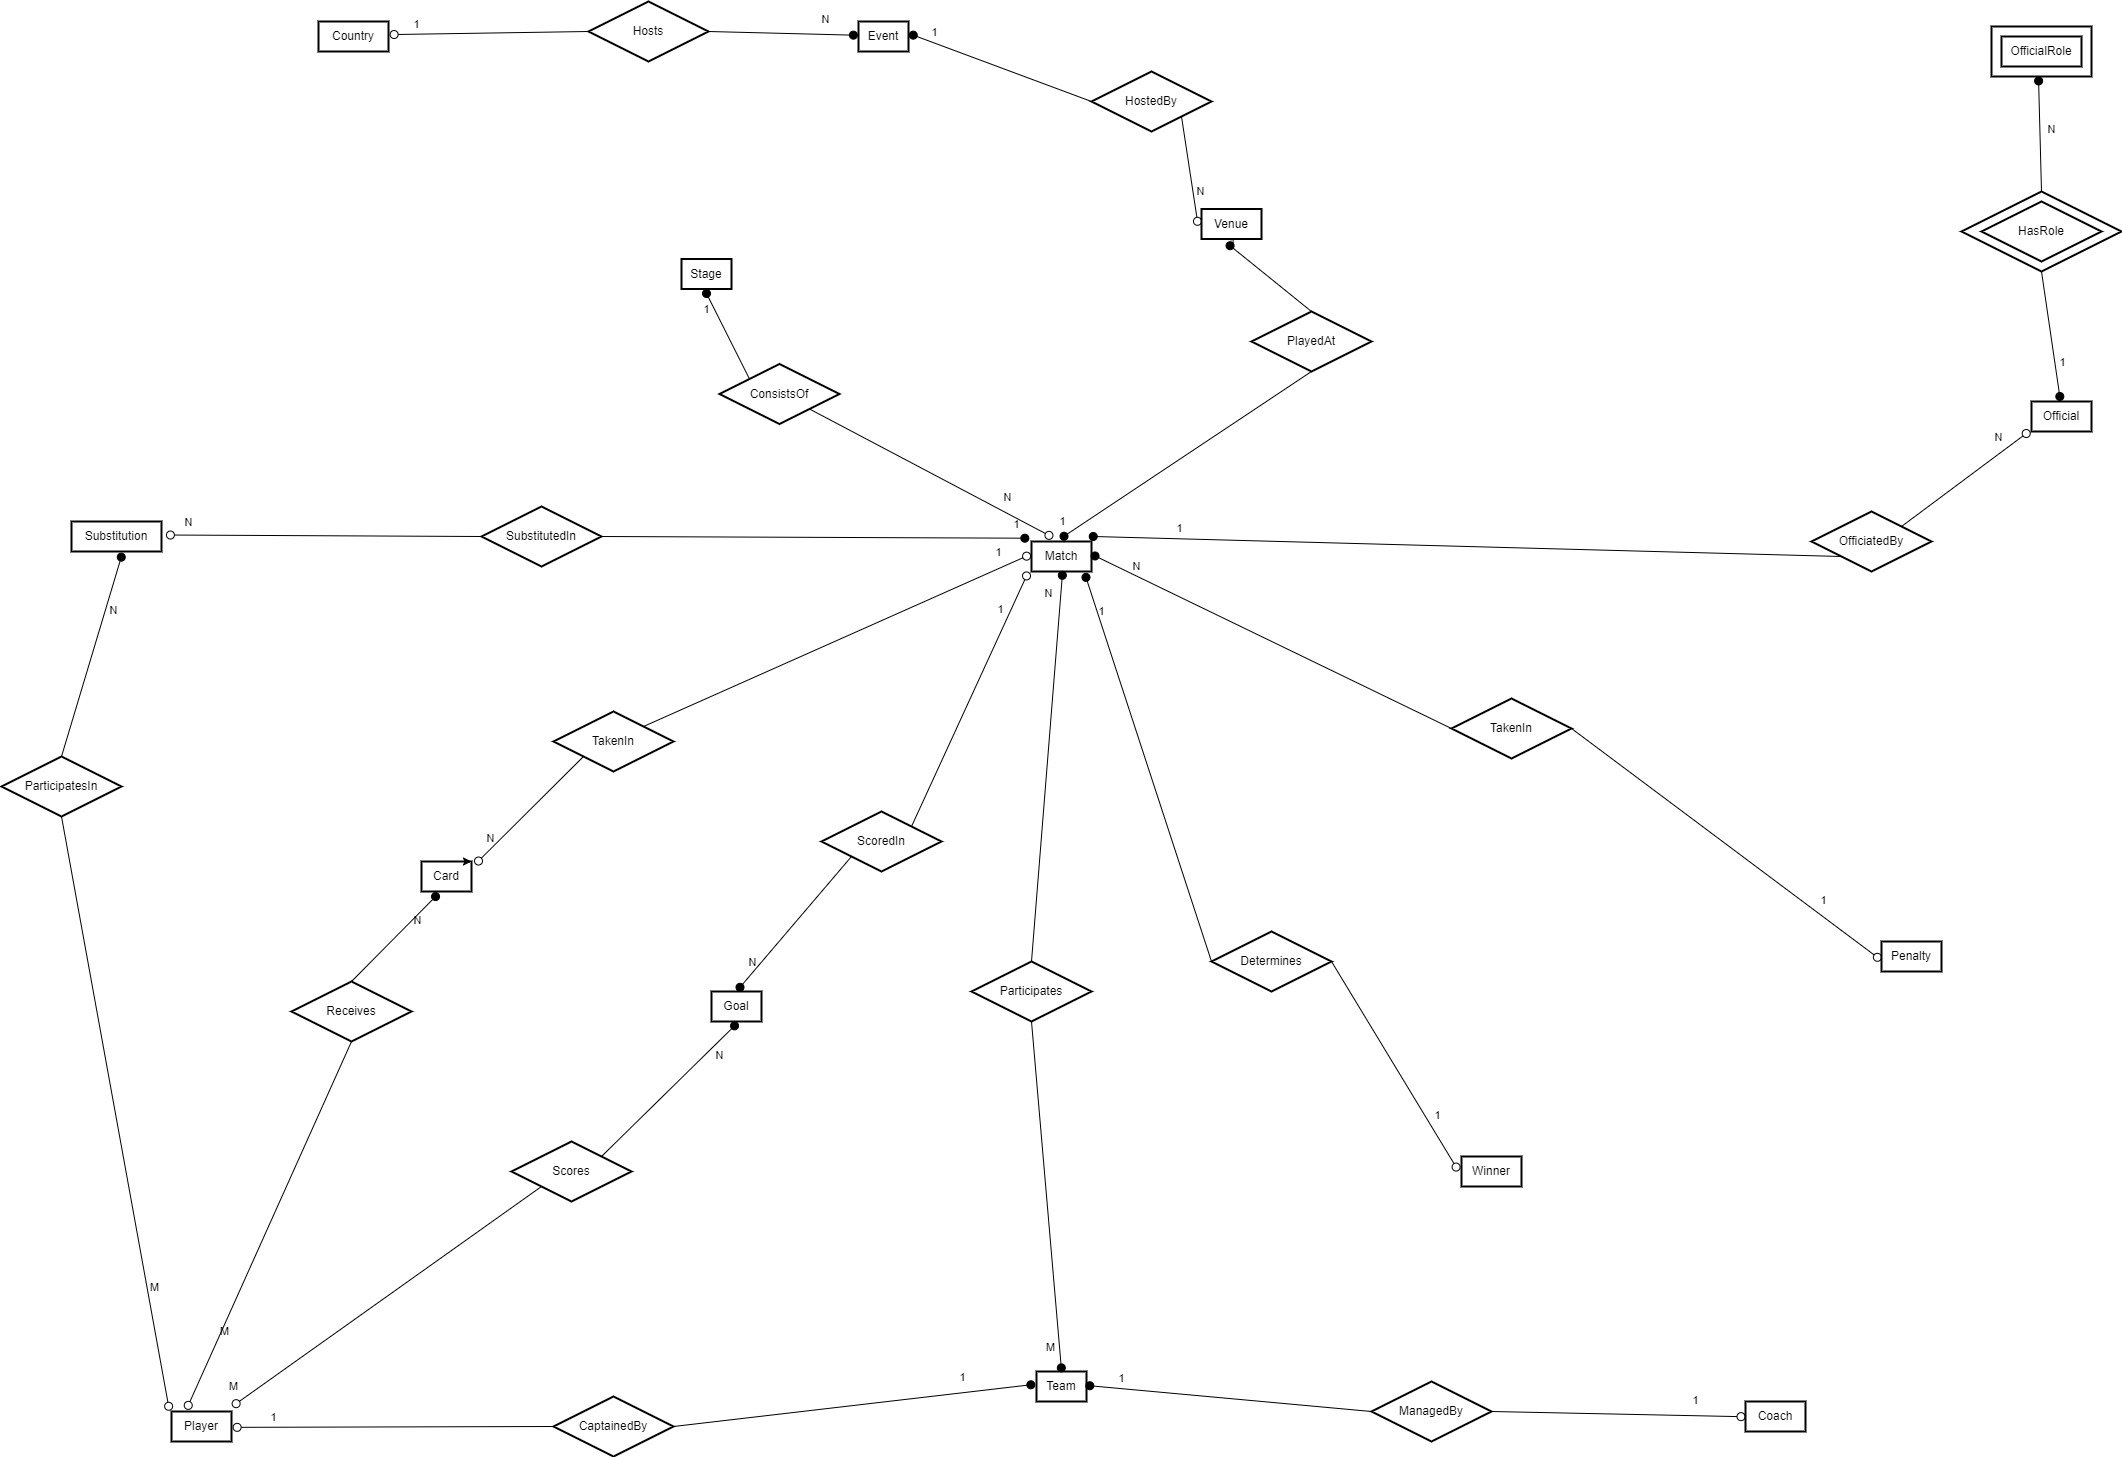 1
N
Country
Hosts
Event
1
OfficialRole
HostedBy
N
N
Venue
HasRole
Stage
1
PlayedAt
1
ConsistsOf
Official
N
N
1
1
1
N
Substitution
SubstitutedIn
OfficiatedBy
1
Match
N
N
1
1
N
TakenIn
TakenIn
ParticipatesIn
N
ScoredIn
Card
1
N
N
Determines
Penalty
Participates
Goal
Receives
N
1
Scores
Winner
M
M
M
M
1
1
1
Team
1
Player
CaptainedBy
ManagedBy
Coach